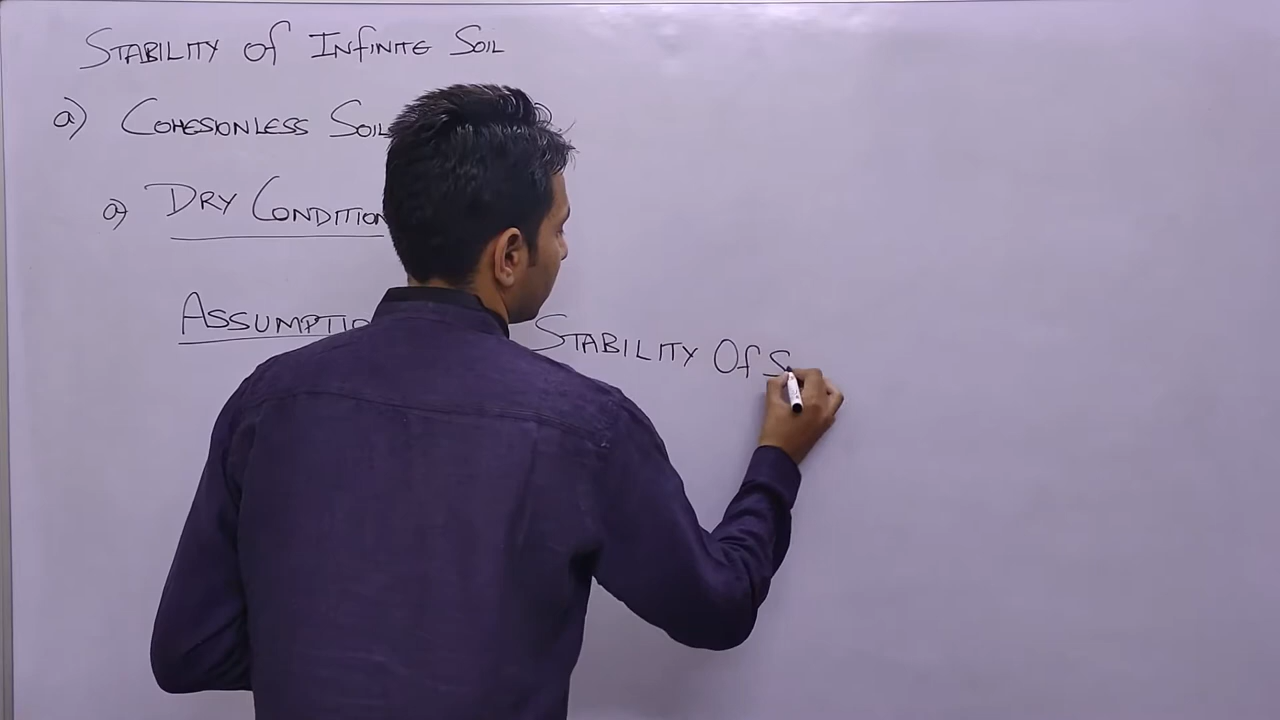 STABILITY Of INFINITE SOIL
a) COHESIONLESS SOIL
a) DRY CONDITION
ASSUMPTIO
STABILITY Of S